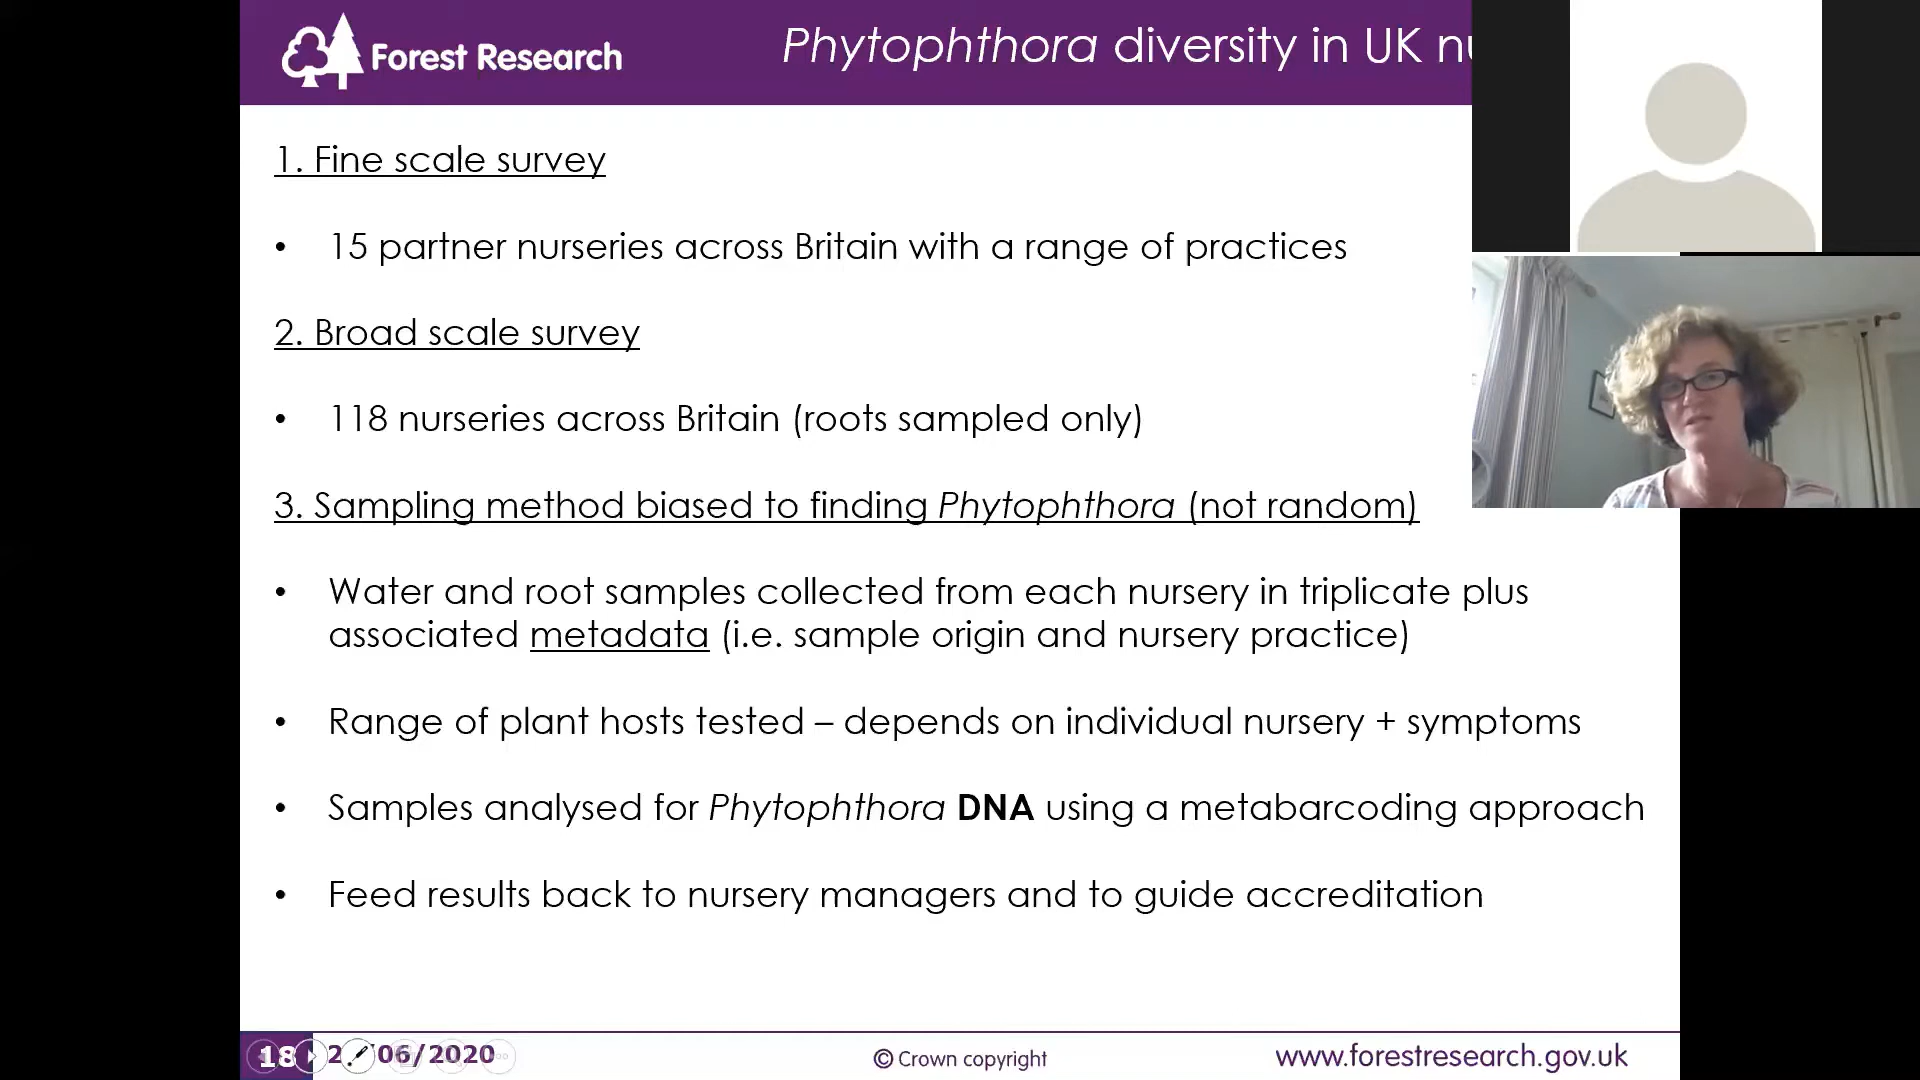 Forest Research
Phytophthora diversity in UK
1. Fine scale survey
• 15 partner nurseries across Britain with a range of practices
2. Broad scale survey
• 118 nurseries across Britain (roots sampled only)
3. Sampling method biased to finding Phytophthora (not random)
• Water and root samples collected from each nursery in triplicate plus
associated metadata (i.e. sample origin and nursery practice)
• Range of plant hosts tested – depends on individual nursery + symptoms
• Samples analysed for Phytophthora DNA using a metabarcoding approach
• Feed results back to nursery managers and to guide accreditation
18
/06/2020
© Crown copyright
www.forestresearch.gov.uk